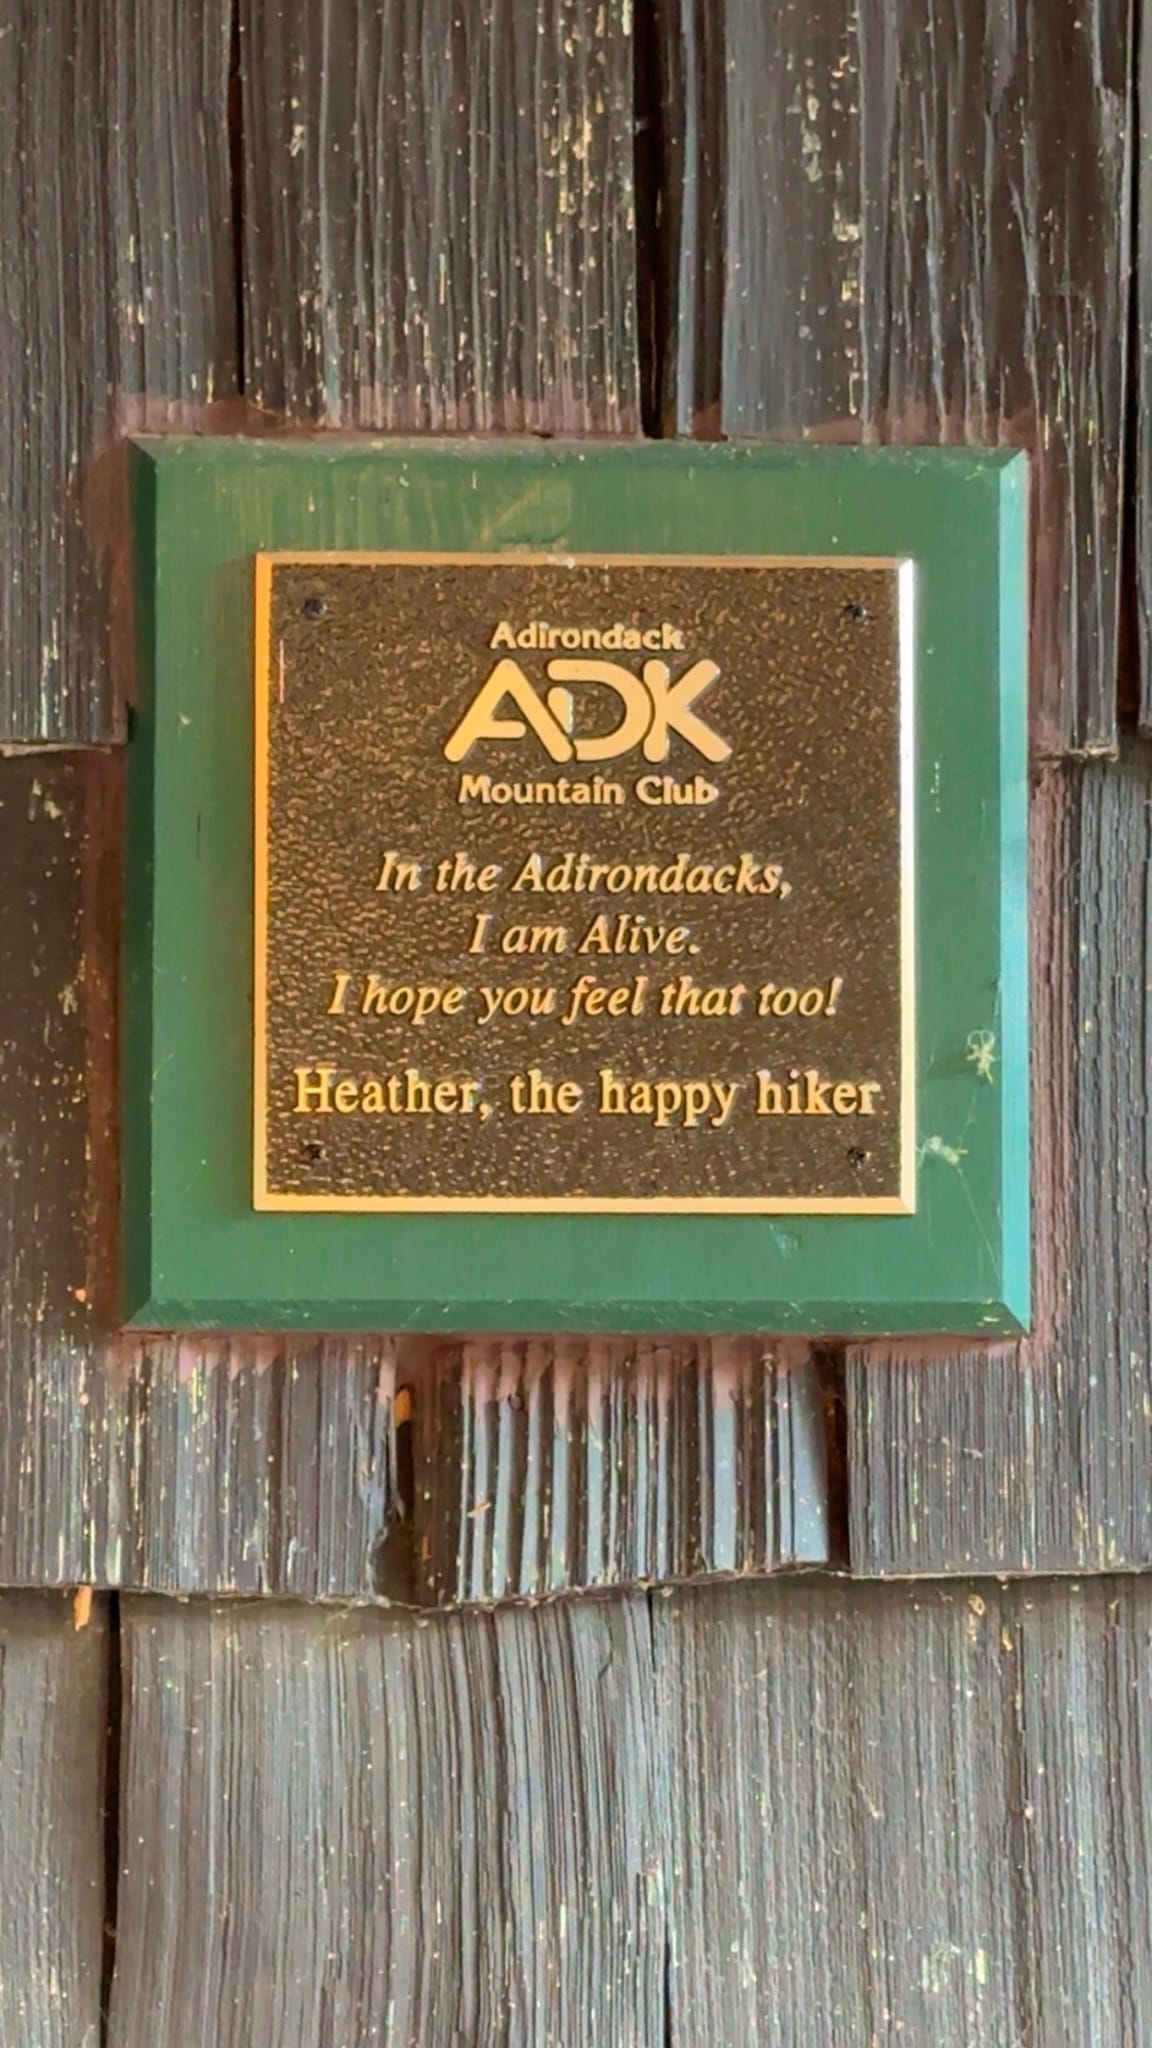 Adirondack
ADK
Mountain Club
In the Adirondacks,
I am Alive.
I hope you feel that too!
Heather, the happy hiker